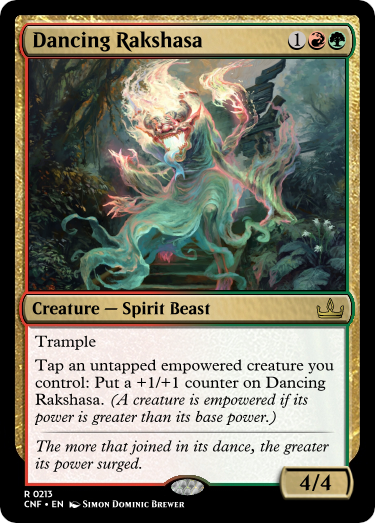 Dancing Rakshasa 1
Creature — Spirit Beast
Trample
Tap an untapped empowered creature you
control: Put a +1/+1 counter on Dancing
Rakshasa. (A creature is empowered if its
power is greater than its base power.)
The more that joined in its dance, the greater
its power surged.
4/4
R 0213
CNF • EN Simon Dominic Brewer